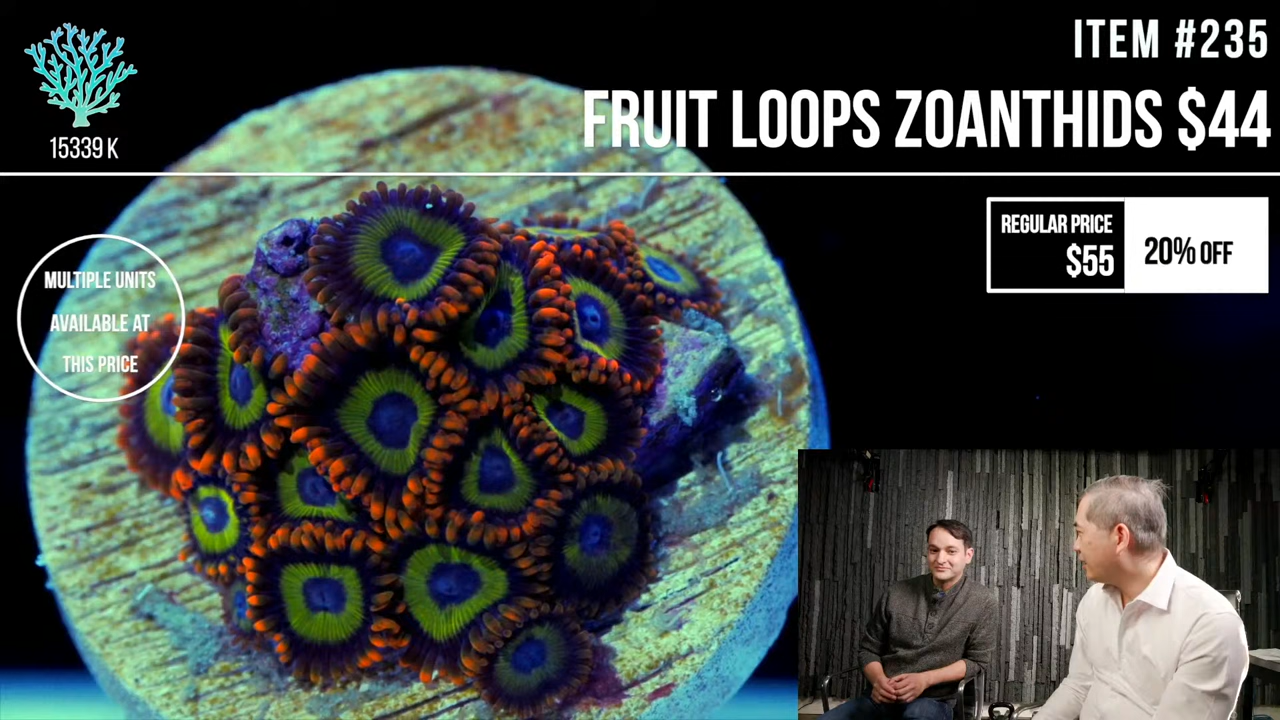 ITEM #235
FRUIT LOOPS ZOANTHIDS $44
15339 K
REGULAR PRICE
$55
20% OFF
MULTIPLE UNITS
AVAILABLE AT
THIS PRICE